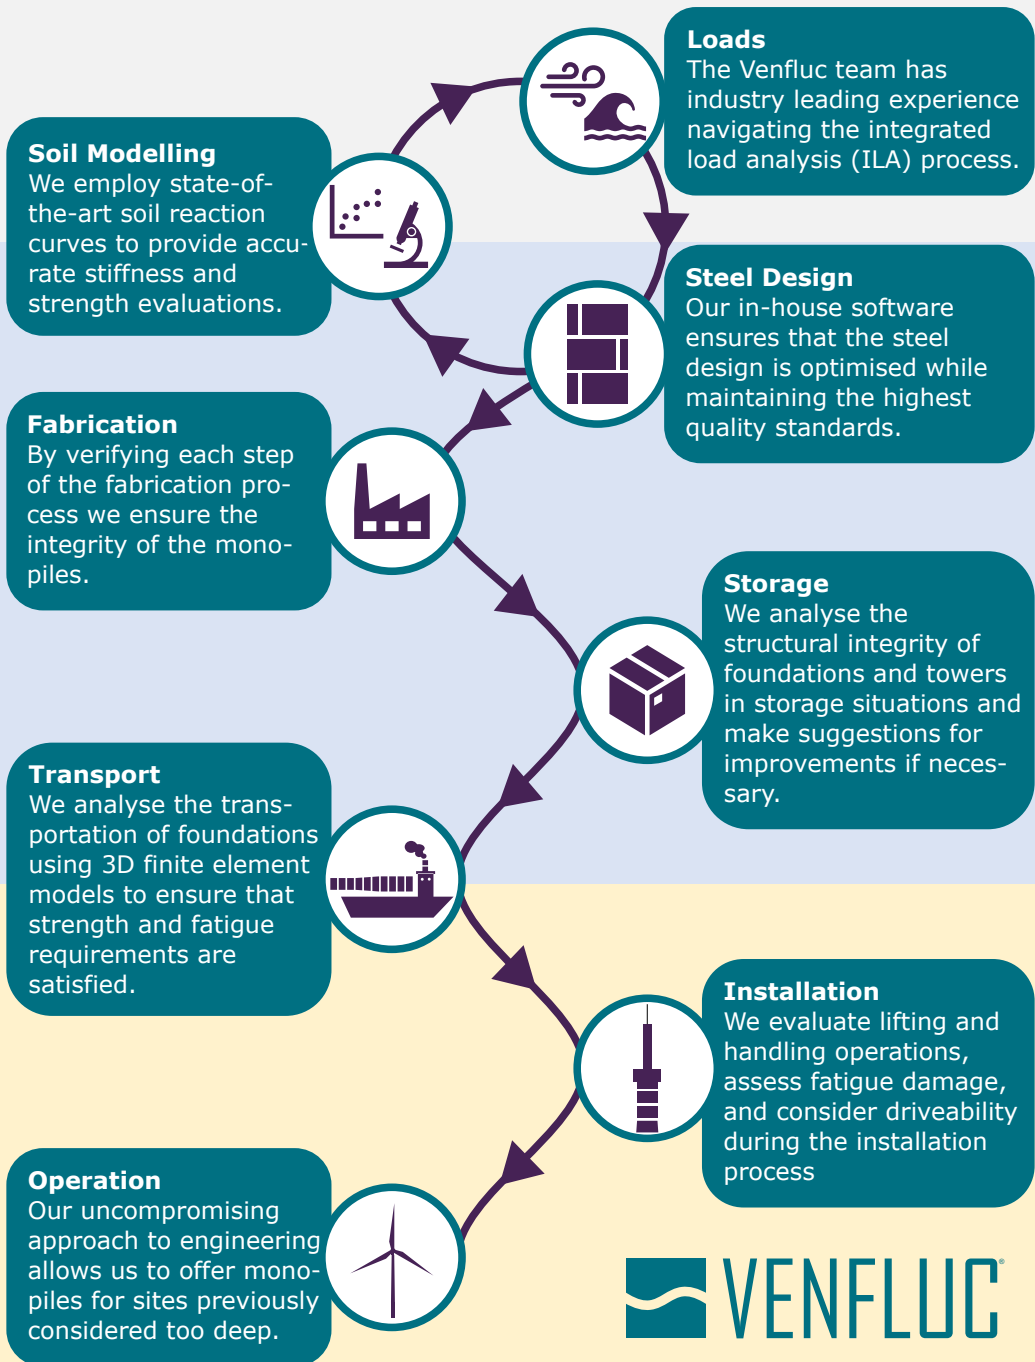 Loads
The Venfluc team has
industry leading experience
navigating the integrated
load analysis (ILA) process.
Soil Modelling
We employ state-of-
the-art soil reaction
curves to provide accu-
rate stiffness and
strength evaluations.
Steel Design
Our in-house software
ensures that the steel
design is optimised while
maintaining the highest
quality standards.
Fabrication
By verifying each step
of the fabrication pro-
cess we ensure the
integrity of the mono-
piles.
Storage
We analyse the
structural integrity of
foundations and towers
in storage situations and
make suggestions for
improvements if neces-
sary.
Transport
We analyse the trans-
portation of foundations
using 3D finite element
models to ensure that
strength and fatigue
requirements are
satisfied.
Installation
We evaluate lifting and
handling operations,
assess fatigue damage,
and consider driveability
during the installation
process
Operation
Our uncompromising
approach to engineering
allows us to offer mono-
piles for sites previously
considered too deep.
VENFLUC